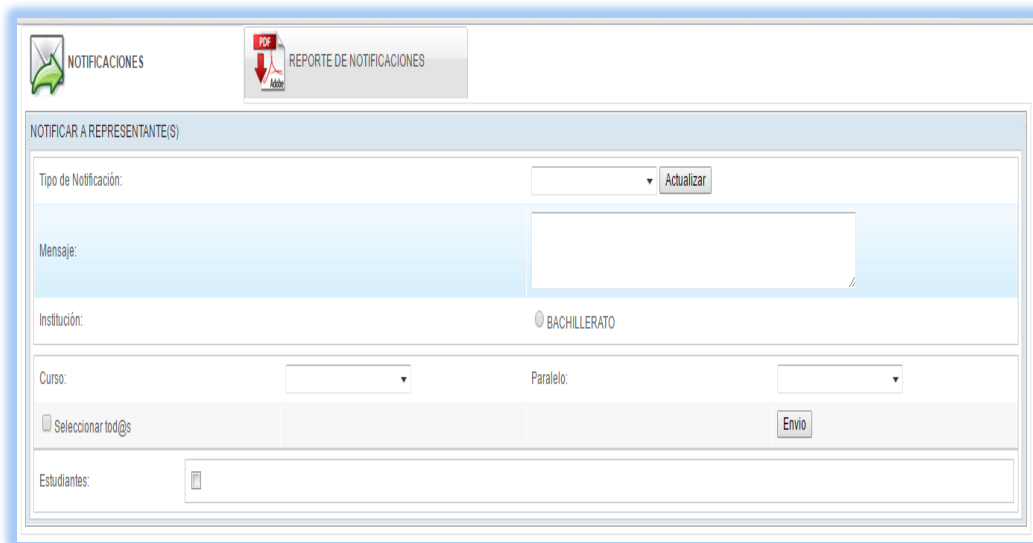 NOTIFICACIONES
PDF
Adobe
REPORTE DE NOTIFICACIONES
NOTIFICAR A REPRESENTANTE(S)
Tipo de Notificación:
Actualizar
Mensaje:
Institución:
BACHILLERATO
Curso:
Paralelo:
Seleccionar tod@s
Envio
Estudiantes: